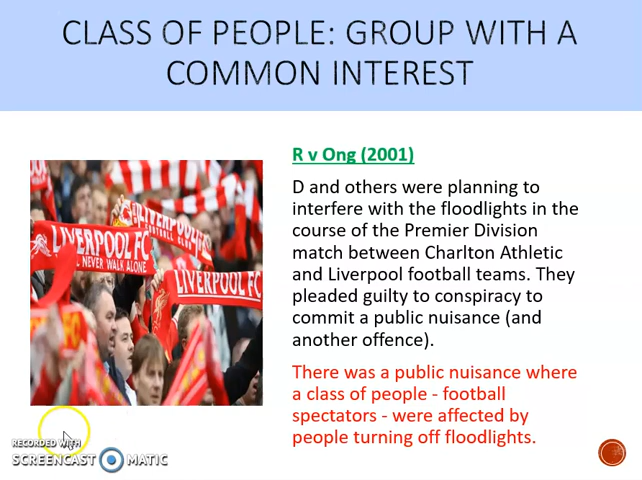 CLASS OF PEOPLE: GROUP WITH A
COMMON INTEREST
R v Ong (2001)
D and others were planning to
interfere with the floodlights in the
course of the Premier Division
match between Charlton Athletic
and Liverpool football teams. They
pleaded guilty to conspiracy to
commit a public nuisance (and
another offence).
There was a public nuisance where
a class of people - football
spectators - were affected by
people turning off floodlights.
LIVERPOOL
LIVERPOOL FC
NEVER WALK ALONE
LIVERPOOL FC
RECORDED WITH
SCREENCAST MATIC